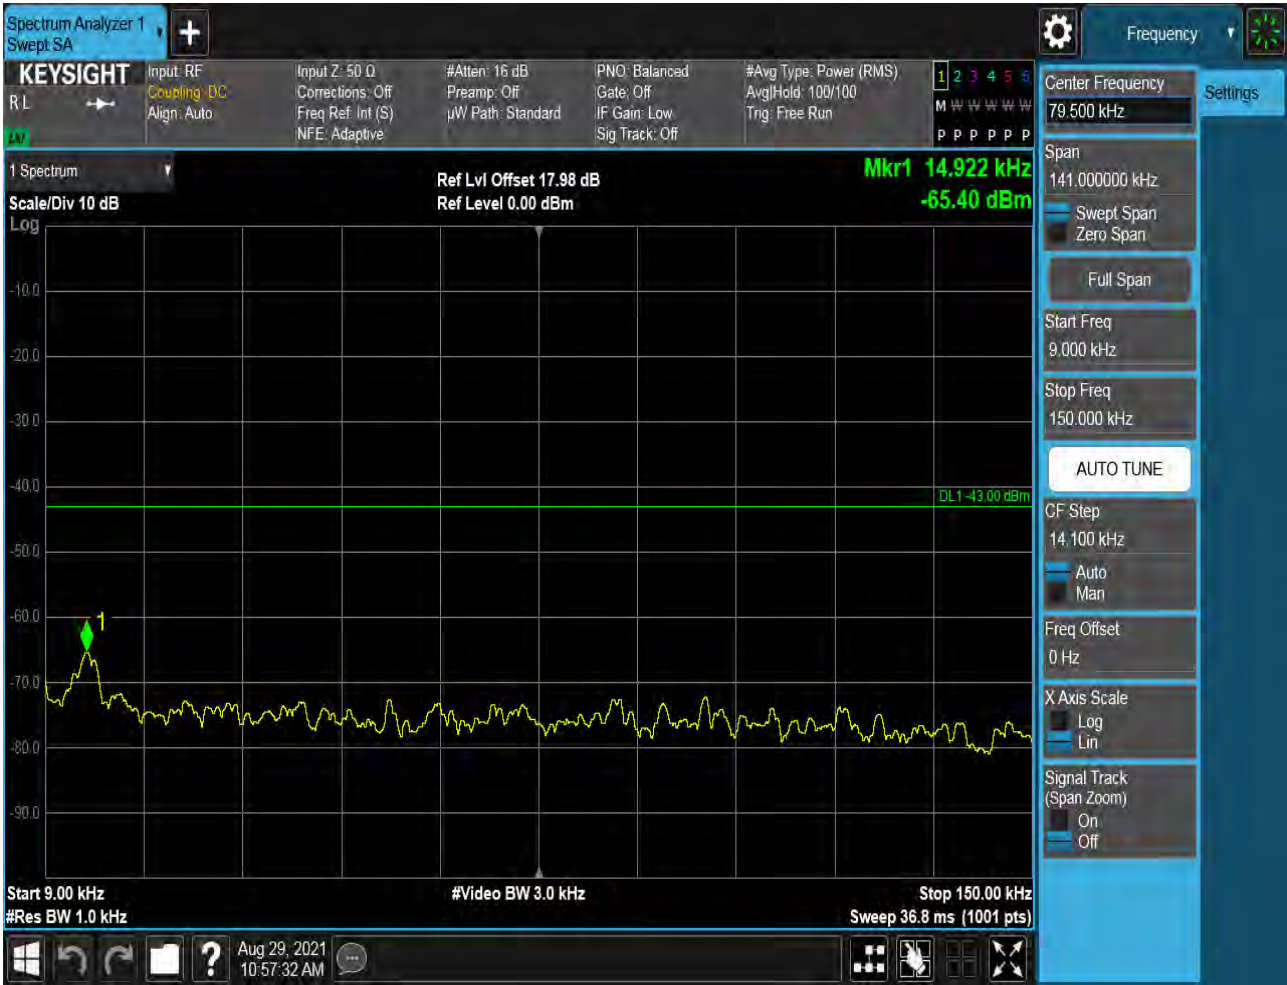 Spectrum Analyzer 1
Swept SA
Frequency
KEYSIGHT
R L
LXI
Input: RF
Coupling: DC
Align: Auto
Input Z: 50 Ω
Corrections: Off
Freq Ref: Int (S)
NFE: Adaptive
#Atten: 16 dB
Preamp: Off
µW Path: Standard
PNO: Balanced
Gate: Off
IF Gain: Low
Sig Track: Off
#Avg Type: Power (RMS)
Avg|Hold: 100/100
Trig: Free Run
1 2 3 4 5 6
M W W W W W
P P P P P P
1 Spectrum
Scale/Div 10 dB
Log
Ref Lvl Offset 17.98 dB
Ref Level 0.00 dBm
Mkr1 14.922 kHz
-65.40 dBm
-10.0
-20.0
-30.0
-40.0
DL1 -43.00 dBm
-50.0
-60.0
1
-70.0
-80.0
-90.0
Start 9.00 kHz
#Video BW 3.0 kHz
Stop 150.00 kHz
#Res BW 1.0 kHz
Sweep 36.8 ms (1001 pts)
Aug 29, 2021
10:57:32 AM
Center Frequency
79.500 kHz
Settings
Span
141.000000 kHz
Swept Span
Zero Span
Full Span
Start Freq
9.000 kHz
Stop Freq
150.000 kHz
AUTO TUNE
CF Step
14.100 kHz
Auto
Man
Freq Offset
0 Hz
X Axis Scale
Log
Lin
Signal Track
(Span Zoom)
On
Off